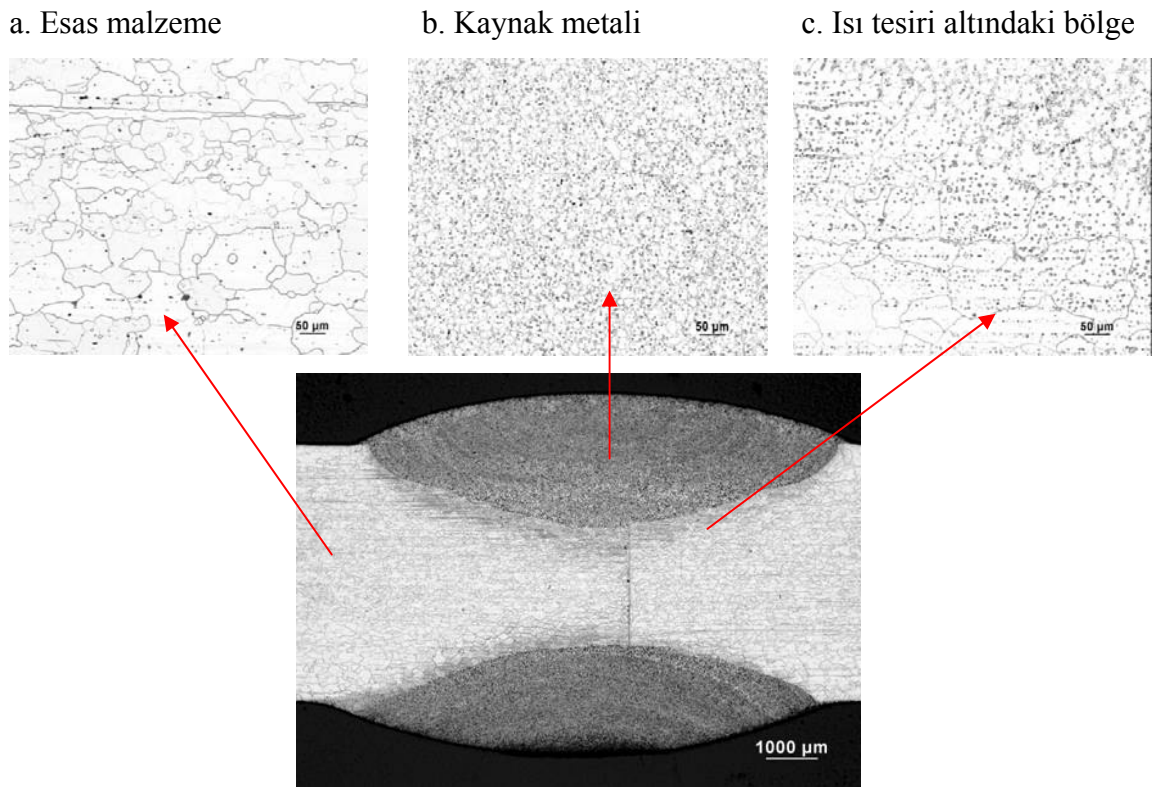 a. Esas malzeme
b. Kaynak metali
c. Isı tesiri altındaki bölge
50 µm
50 µm
50 µm
1000 µm